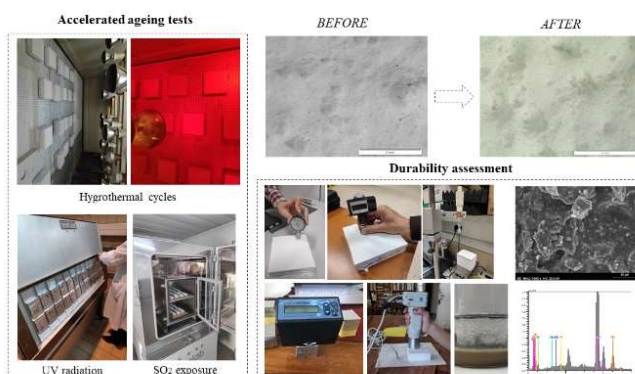 Accelerated ageing tests
BEFORE
AFTER
Hygrothermal cycles
Durability assessment
UV radiation
SO2 exposure